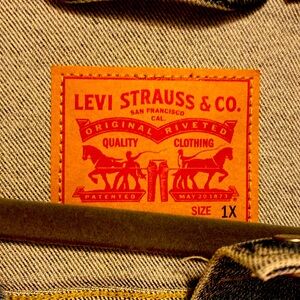 LEVI STRAUSS & CO.
SAN FRANCISCO
CAL.
ORIGINAL RIVETED
QUALITY CLOTHING
PATENTED MAY 20 1873
SIZE 1X